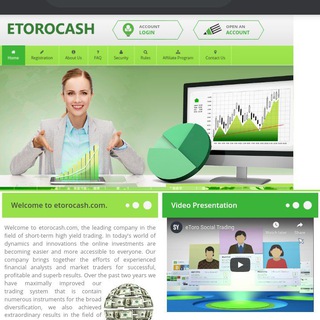 ETOROCASH
ACCOUNT
LOGIN
OPEN AN
ACCOUNT
Home
Registration
About Us
FAQ
Security
Rules
Affiliate Program
Contact Us
Welcome to etorocash.com.
Welcome to etorocash.com, the leading company in the
field of short-term high yield trading. In today's world of
dynamics and innovations the online investments are
becoming easier and more accessible to everyone. Our
company brings together the efforts of experienced
financial analysts and market traders for successful,
profitable and superb results. Over the past two years we
have maximally improved our
trading system that is contain
numerous instruments for the broad
diversification, we also achieved
extraordinary results in the field of
Video Presentation
SY
eToro Social Trading
Watch later
Share